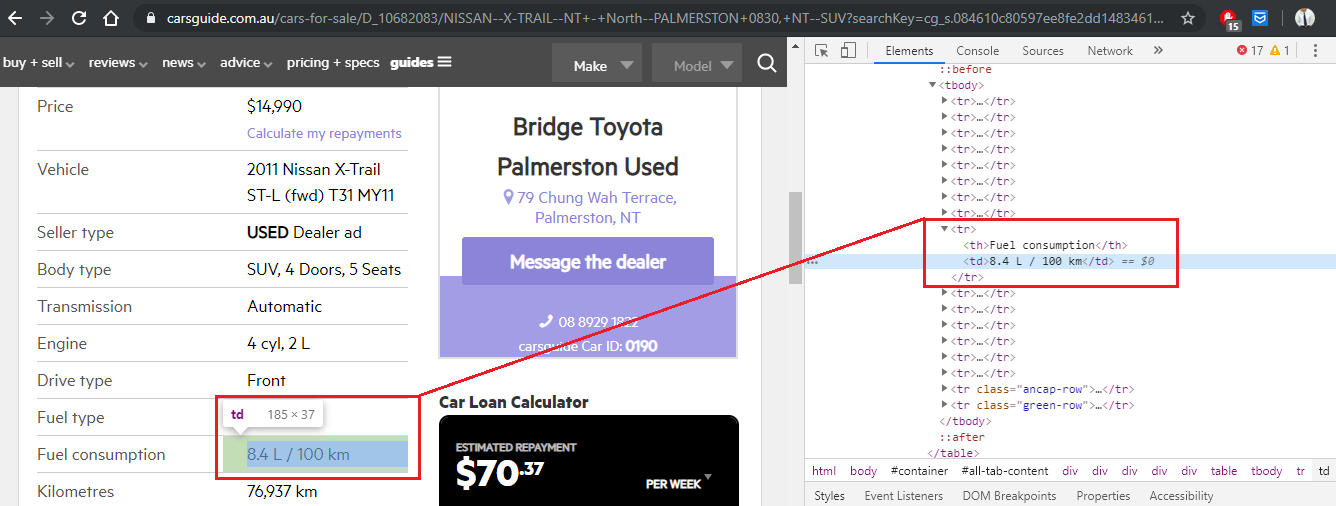 carsguide.com.au/cars-for-sale/D_10682083/NISSAN--X-TRAIL--NT+-+North--PALMERSTON+0830,+NT--SUV?searchKey=cg_s.084610c80597ee8fe2dd1483461...
15
buy + sell reviews news advice pricing + specs guides Make Model
Price $14,990
Calculate my repayments
Vehicle 2011 Nissan X-Trail
ST-L (fwd) T31 MY11
Seller type USED Dealer ad
Body type SUV, 4 Doors, 5 Seats
Transmission Automatic
Engine 4 cyl, 2 L
Drive type Front
Fuel type
td 185 × 37
Fuel consumption 8.4 L / 100 km
Kilometres 76,937 km
Bridge Toyota
Palmerston Used
79 Chung Wah Terrace,
Palmerston, NT
Message the dealer
08 8929 1822
carsguide Car ID: 0190
Car Loan Calculator
ESTIMATED REPAYMENT
$70.37
PER WEEK
Elements Console Sources Network » 17 1
::before
<tbody>
<tr>…</tr>
<tr>…</tr>
<tr>…</tr>
<tr>…</tr>
<tr>…</tr>
<tr>…</tr>
<tr>…</tr>
<tr>…</tr>
<tr>
<th>Fuel consumption</th>
... <td>8.4 L / 100 km</td> == $0
</tr>
<tr>…</tr>
<tr>…</tr>
<tr>…</tr>
<tr>…</tr>
<tr>…</tr>
<tr>…</tr>
<tr class="ancap-row">…</tr>
<tr class="green-row">…</tr>
</tbody>
::after
</table>
html body #container #all-tab-content div div div div table tbody tr td
Styles Event Listeners DOM Breakpoints Properties Accessibility